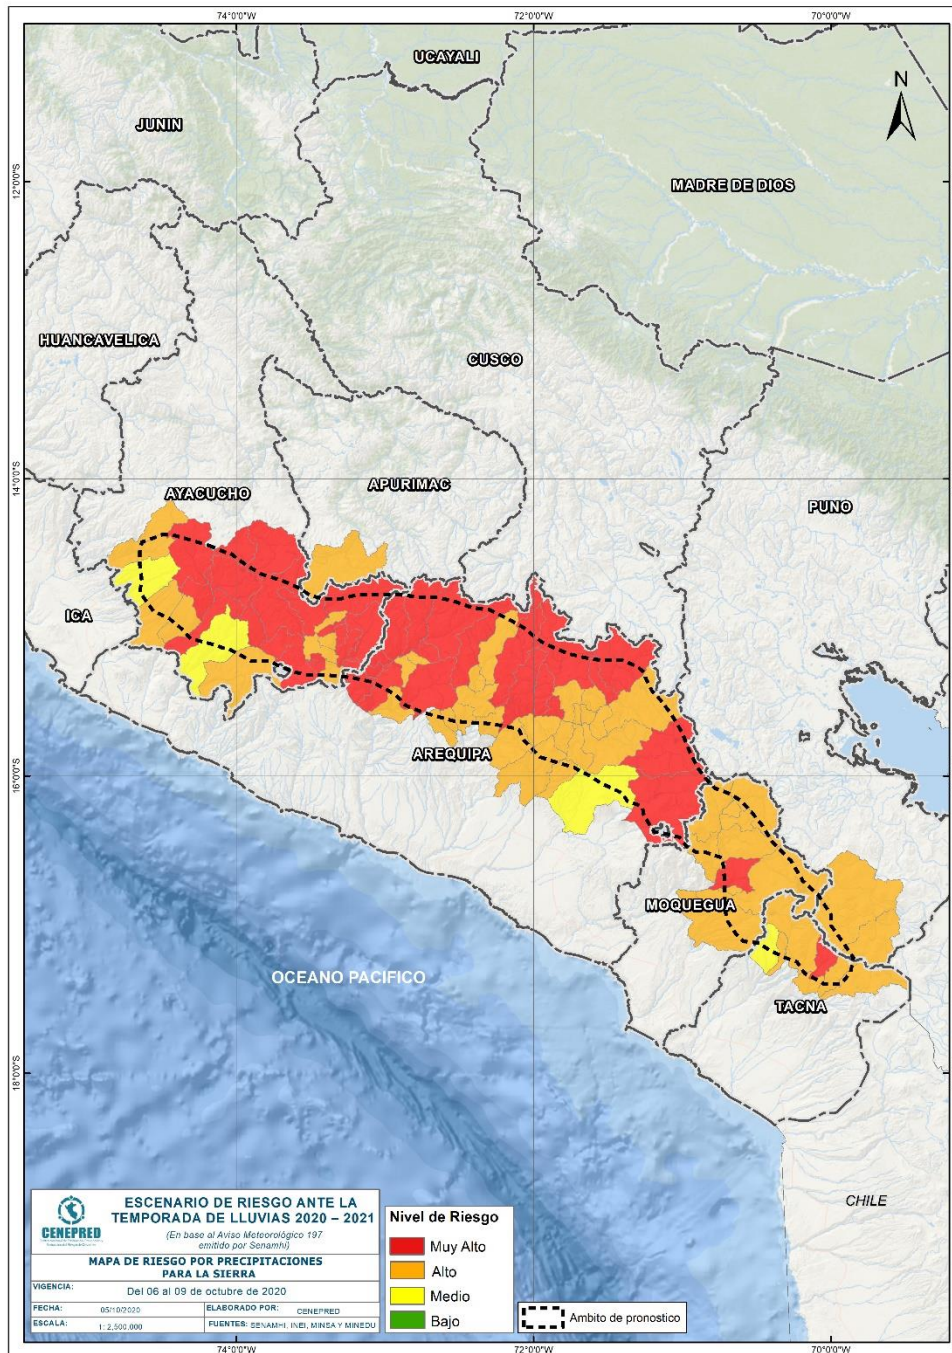 74°0'0"W
72°0'0"W
70°0'0"W
UCAYALI
N
JUNIN
12°0'0"S
MADRE DE DIOS
HUANCAVELICA
CUSCO
14°0'0"S
AYACUCHO
APURIMAC
PUNO
ICA
AREQUIPA
16°0'0"S
MOQUEGUA
OCEANO PACIFICO
TACNA
18°0'0"S
CHILE
CENEPRED
ESCENARIO DE RIESGO ANTE LA
TEMPORADA DE LLUVIAS 2020 – 2021
(En base al Aviso Meteorológico 197
emitido por Senamhi)
MAPA DE RIESGO POR PRECIPITACIONES
PARA LA SIERRA
VIGENCIA: Del 06 al 09 de octubre de 2020
FECHA: 05/10/2020 ELABORADO POR: CENEPRED
ESCALA: 1: 2,500,000 FUENTES: SENAMHI, INEI, MINSA Y MINEDU
Nivel de Riesgo
Muy Alto
Alto
Medio
Bajo
Ambito de pronostico
74°0'0"W
72°0'0"W
70°0'0"W